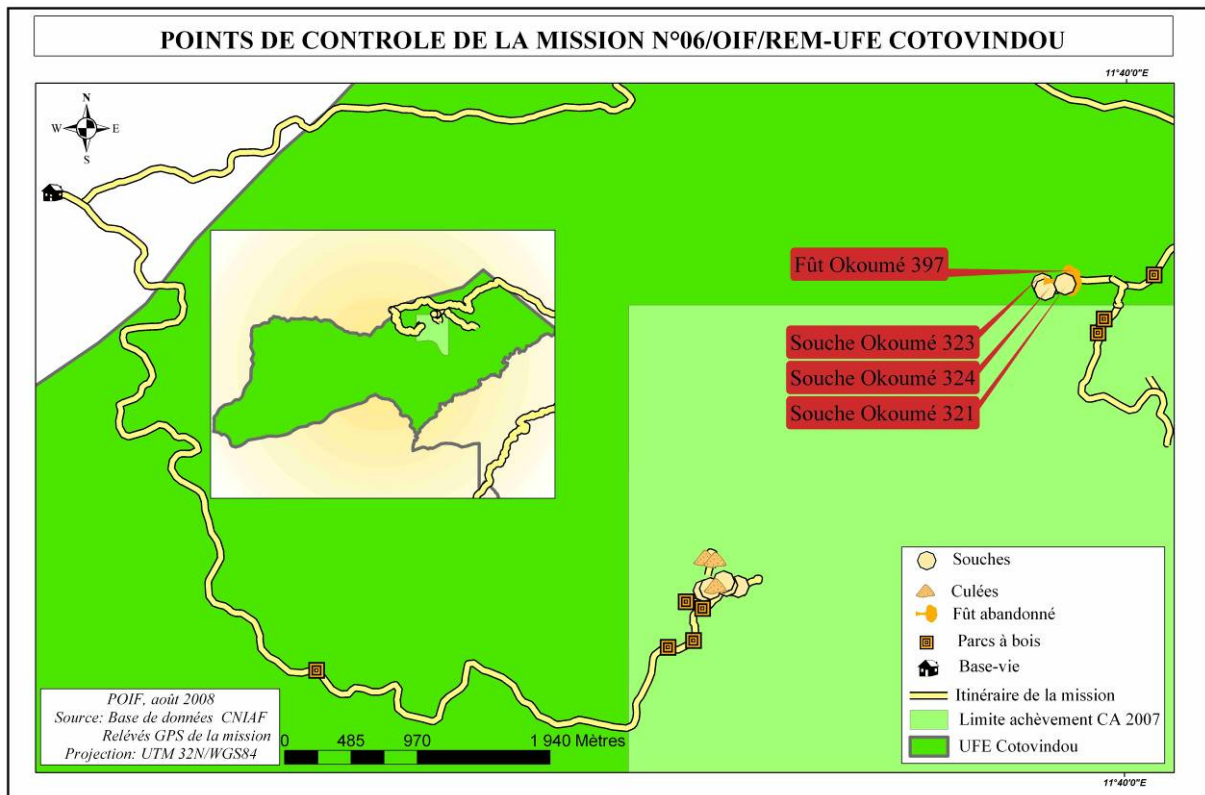 POINTS DE CONTROLE DE LA MISSION N°06/OIF/REM-UFE COTOVINDOU
11°40'0"E
N
W E
S
Fût Okoumé 397
Souche Okoumé 323
Souche Okoumé 324
Souche Okoumé 321
Souches
Culées
Fût abandonné
Parcs à bois
Base-vie
Itinéraire de la mission
Limite achèvement CA 2007
UFE Cotovindou
POIF, août 2008
Source: Base de données CNIAF
Relévés GPS de la mission
Projection: UTM 32N/WGS84
0 485 970 1 940 Mètres
11°40'0"E